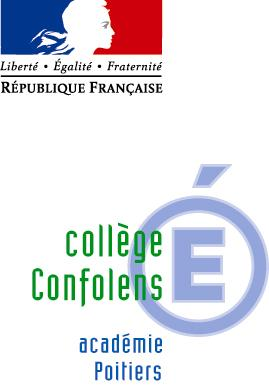 Liberté • Égalité • Fraternité
RÉPUBLIQUE FRANÇAISE
collège
Confolens
É
académie
Poitiers